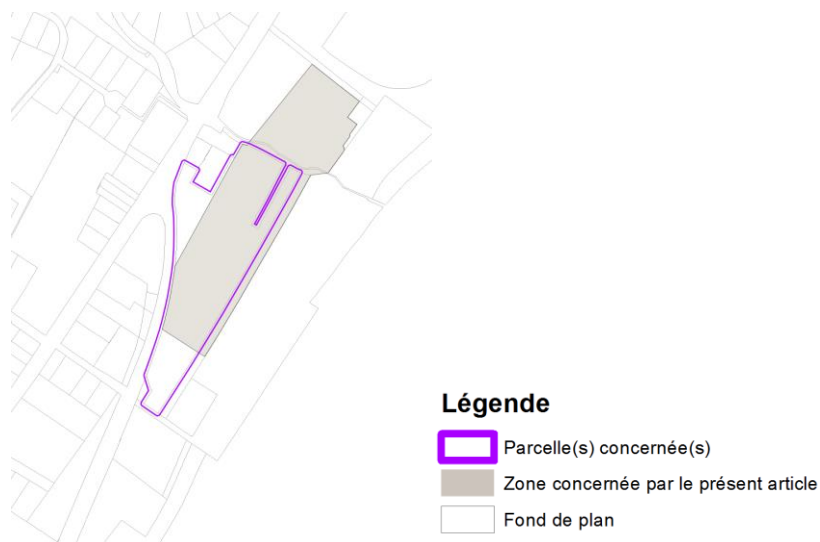 Légende
Parcelle(s) concernée(s)
Zone concernée par le présent article
Fond de plan